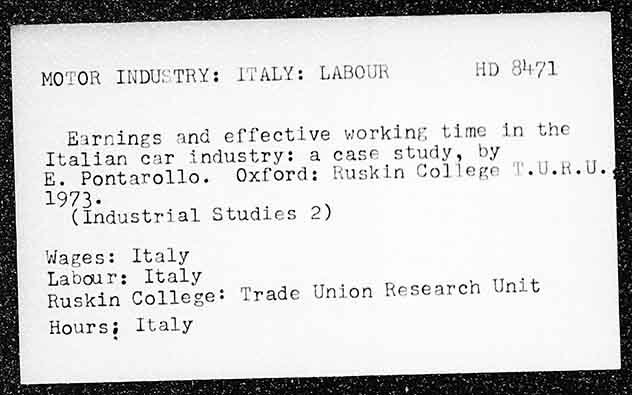 MOTOR INDUSTRY: ITALY: LABOUR HD 8471
Earnings and effective working time in the
Italian car industry: a case study, by
E. Pontarollo. Oxford: Ruskin College T.U.R.U.,
1973.
(Industrial Studies 2)
Wages: Italy
Labour: Italy
Ruskin College: Trade Union Research Unit
Hours: Italy